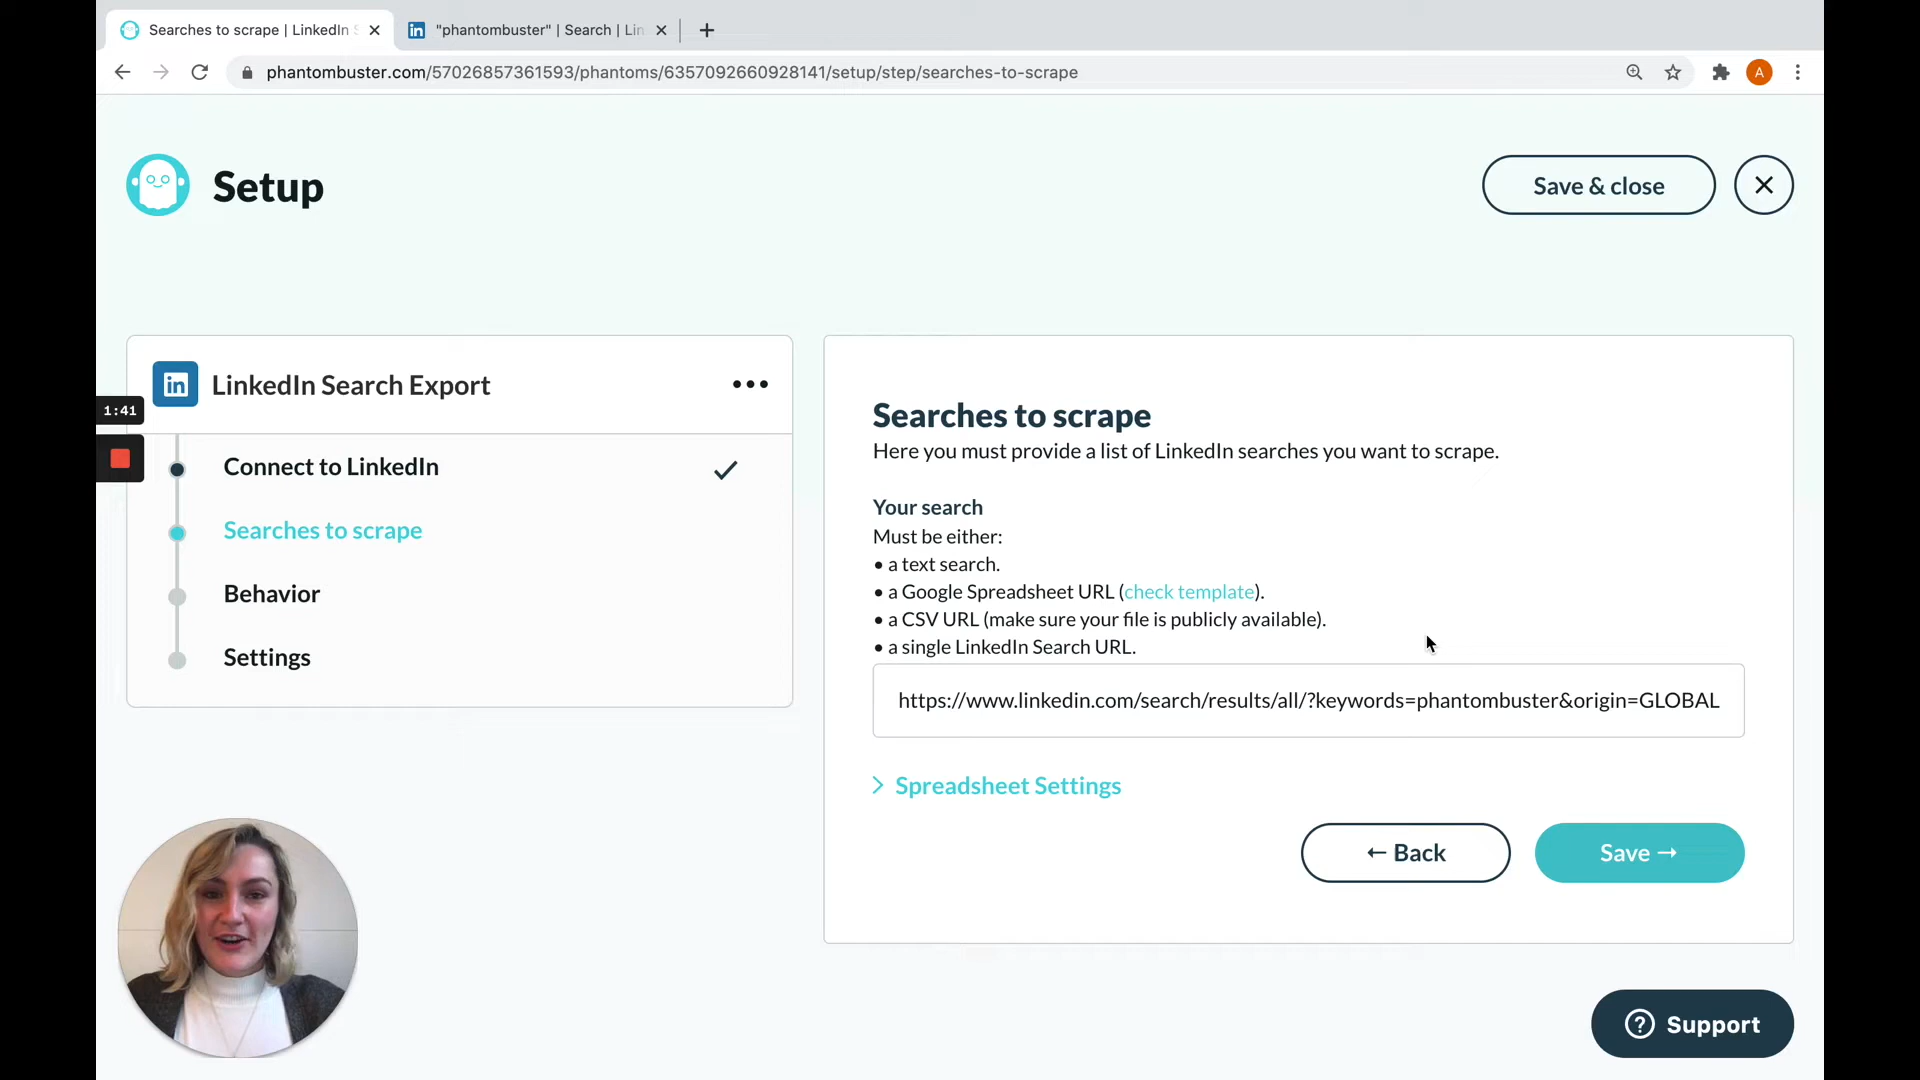 Searches to scrape | LinkedIn S
"phantombuster" | Search | Lin
phantombuster.com/57026857361593/phantoms/6357092660928141/setup/step/searches-to-scrape
A
Setup
Save & close
in LinkedIn Search Export
1:41
Connect to LinkedIn
Searches to scrape
Behavior
Settings
Searches to scrape
Here you must provide a list of LinkedIn searches you want to scrape.
Your search
Must be either:
• a text search.
• a Google Spreadsheet URL (check template).
• a CSV URL (make sure your file is publicly available).
• a single LinkedIn Search URL.
https://www.linkedin.com/search/results/all/?keywords=phantombuster&origin=GLOBAL
> Spreadsheet Settings
← Back
Save →
? Support